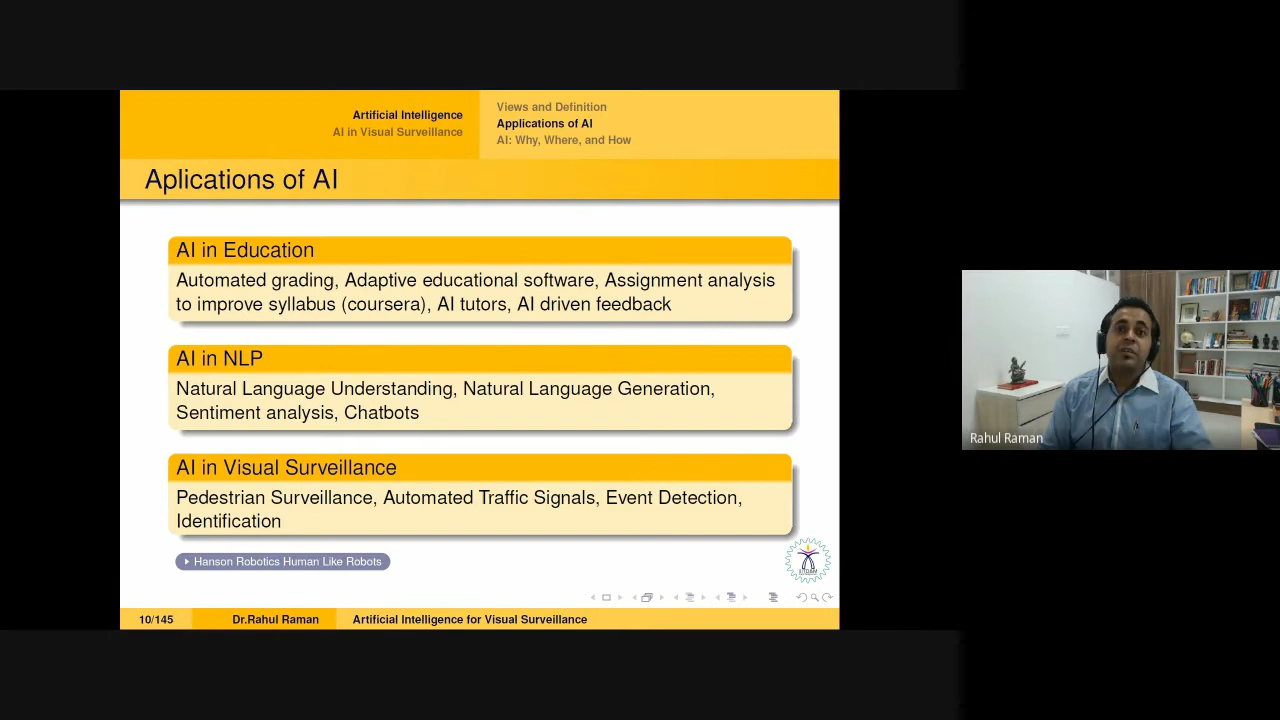 Artificial Intelligence
AI in Visual Surveillance
Views and Definition
Applications of AI
AI: Why, Where, and How
Aplications of AI
AI in Education
Automated grading, Adaptive educational software, Assignment analysis
to improve syllabus (coursera), AI tutors, AI driven feedback
AI in NLP
Natural Language Understanding, Natural Language Generation,
Sentiment analysis, Chatbots
AI in Visual Surveillance
Pedestrian Surveillance, Automated Traffic Signals, Event Detection,
Identification
Hanson Robotics Human Like Robots
10/145
Dr.Rahul Raman
Artificial Intelligence for Visual Surveillance
Rahul Raman